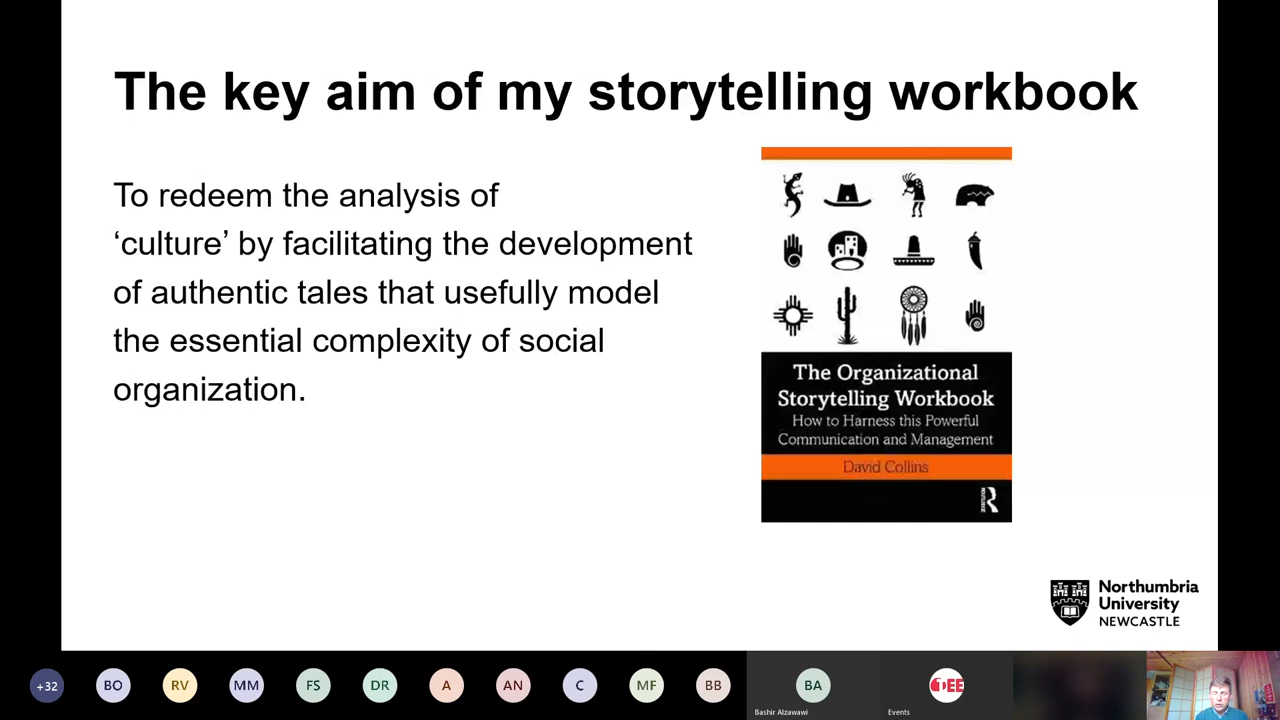 The key aim of my storytelling workbook
To redeem the analysis of
‘culture’ by facilitating the development
of authentic tales that usefully model
the essential complexity of social
organization.
The Organizational
Storytelling Workbook
How to Harness this Powerful
Communication and Management
David Collins
ROUTLEDGE
Northumbria
University
NEWCASTLE
+32
BO
RV
MM
FS
DR
A
AN
C
MF
BB
BA
Bashir Alzawawi
EE
Events